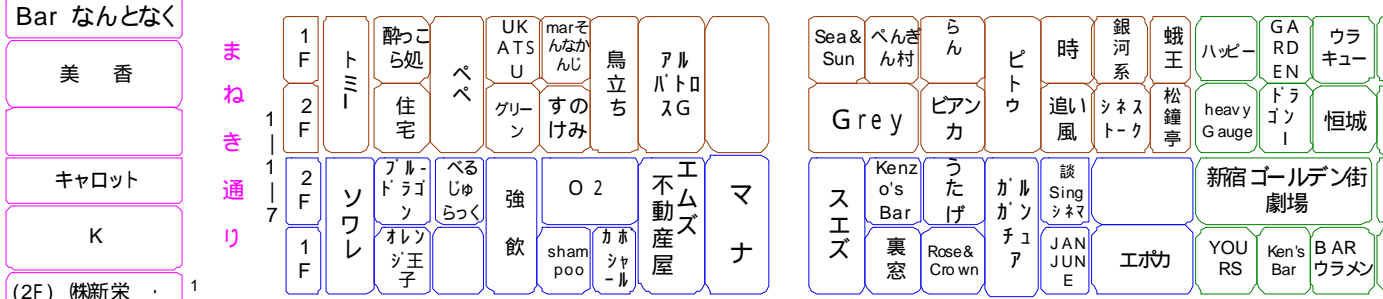 Bar なんとなく
美 香
キャロット
K
(2F) ㈱新栄 ・ 1
まねき通り
1|1|7
1F
2F
2F
1F
トミー
酔っこら処
住宅
ペペ
UKATSU
グリーン
marそんなかんじ
すのけみ
鳥立ち
アルバトロスG
ソワレ
ブルードラゴン
オレンジ王子
べるじゅらっく
強飲
O2
shampoo
カホシャール
エムズ不動産屋
マナ
Sea&Sun
ぺんぎん村
らん
Grey
ビアンカ
ピトゥ
時
追い風
銀河系
シネストーク
蛾王
松鐘亭
ハッピー
heavy Gauge
GARDEN
ドラゴンI
ウラキュー
恒城
スエズ
Kenzo's Bar
裏窓
うたげ
Rose&Crown
ガルガンチュア
談Singシネマ
JANJUNE
エポカ
新宿ゴールデン街劇場
YOURS
Ken's Bar
BARウラメン